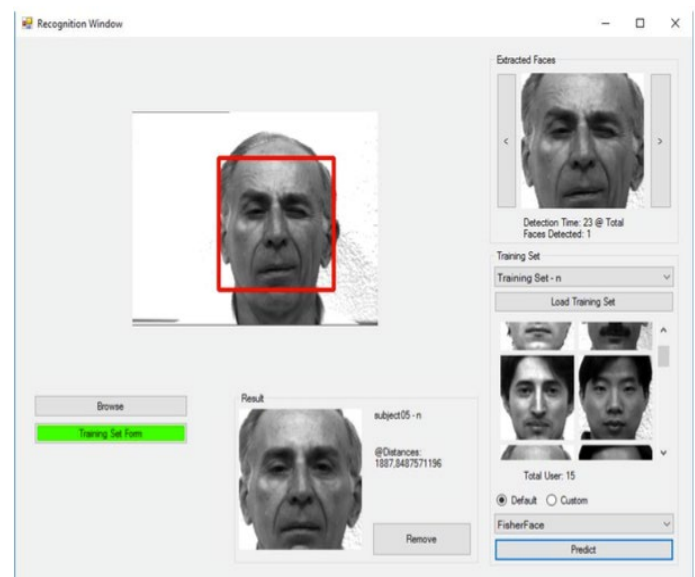 Recognition Window
Extracted Faces
<
>
Detection Time: 23 @ Total
Faces Detected: 1
Training Set
Training Set - n
Load Training Set
Browse
Training Set Form
Result
subject05 - n
@Distances:
1887,8487571196
Remove
Total User: 15
Default
Custom
FisherFace
Predict